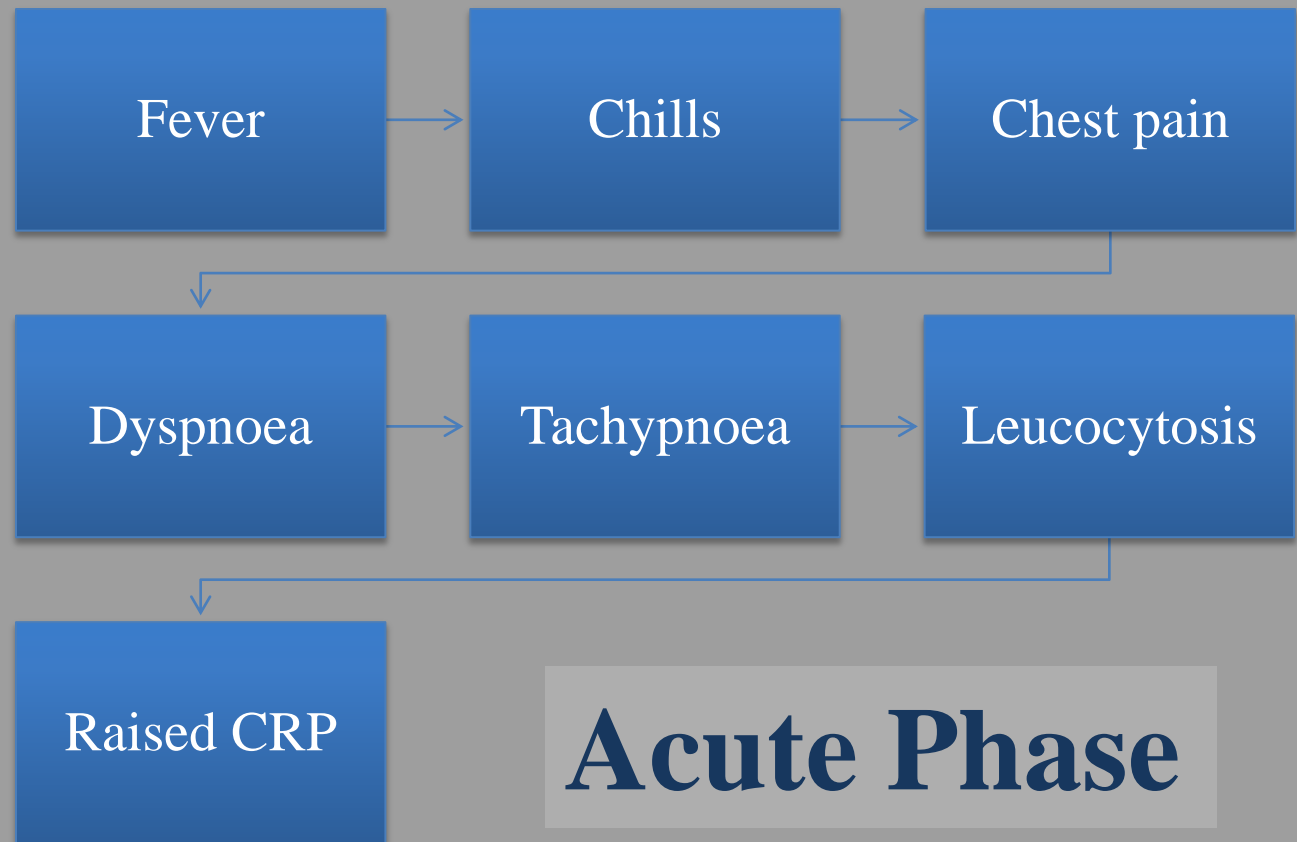 Fever
Chills
Chest pain
Dyspnoea
Tachypnoea
Leucocytosis
Raised CRP
Acute Phase